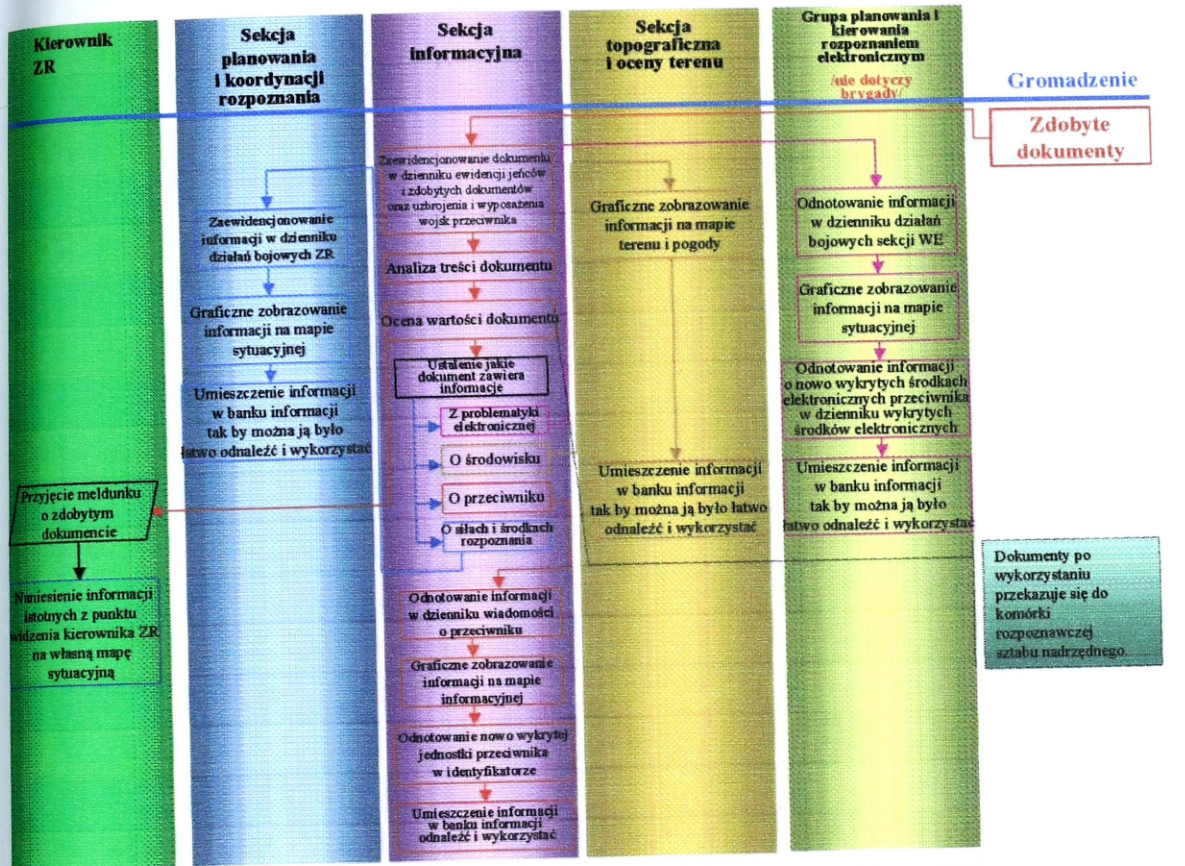 Kierownik
ZR
Sekcja
planowania
i koordynacji
rozpoznania
Sekcja
informacyjna
Sekcja
topograficzna
i oceny terenu
Grupa planowania i
kierowania
rozpoznaniem
elektronicznym
/nie dotyczy
brygady/
Gromadzenie
Zdobyte
dokumenty
Zaewidencjonowanie
informacji w dzienniku
działań bojowych ZR
Graficzne zobrazowanie
informacji na mapie
sytuacyjnej
Umieszczenie informacji
w banku informacji
tak by można ją było
łatwo odnaleźć i wykorzystać
Przyjęcie meldunku
o zdobytym
dokumencie
Naniesienie informacji
istotnych z punktu
widzenia kierownika ZR
na własną mapę
sytuacyjną
Zaewidencjonowanie dokumentu
w dzienniku ewidencji jeńców
i zdobytych dokumentów
oraz uzbrojenia i wyposażenia
wojsk przeciwnika
Analiza treści dokumentu
Ocena wartości dokumentu
Ustalenie jakie
dokument zawiera
informacje
Z problematyki
elektronicznej
O środowisku
O przeciwniku
O siłach i środkach
rozpoznania
Odnotowanie informacji
w dzienniku wiadomości
o przeciwniku
Graficzne zobrazowanie
informacji na mapie
informacyjnej
Odnotowanie nowo wykrytej
jednostki przeciwnika
w identyfikatorze
Umieszczenie informacji
w banku informacji
odnaleźć i wykorzystać
Graficzne zobrazowanie
informacji na mapie
terenu i pogody
Umieszczenie informacji
w banku informacji
tak by można ją było łatwo
odnaleźć i wykorzystać
Odnotowanie informacji
w dzienniku działań
bojowych sekcji WE
Graficzne zobrazowanie
informacji na mapie
sytuacyjnej
Odnotowanie informacji
o nowo wykrytych środkach
elektronicznych przeciwnika
w dzienniku wykrytych
środków elektronicznych
Umieszczenie informacji
w banku informacji
tak by można ją było
łatwo odnaleźć i wykorzystać
Dokumenty po
wykorzystaniu
przekazuje się do
komórki
rozpoznawczej
sztabu nadrzędnego.